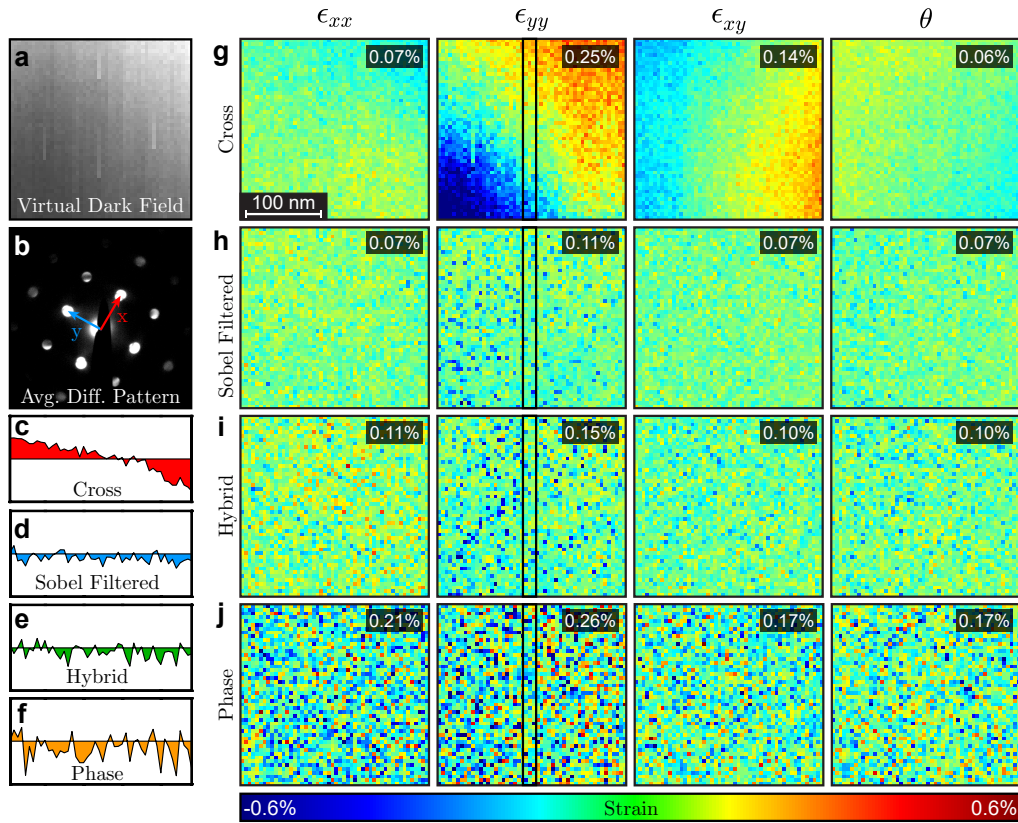 ϵxx ϵyy ϵxy θ
a
Virtual Dark Field
b
x
y
Avg. Diff. Pattern
c
Cross
d
Sobel Filtered
e
Hybrid
f
Phase
g
Cross
0.07% 0.25% 0.14% 0.06%
100 nm
h
Sobel Filtered
0.07% 0.11% 0.07% 0.07%
i
Hybrid
0.11% 0.15% 0.10% 0.10%
j
Phase
0.21% 0.26% 0.17% 0.17%
-0.6% Strain 0.6%